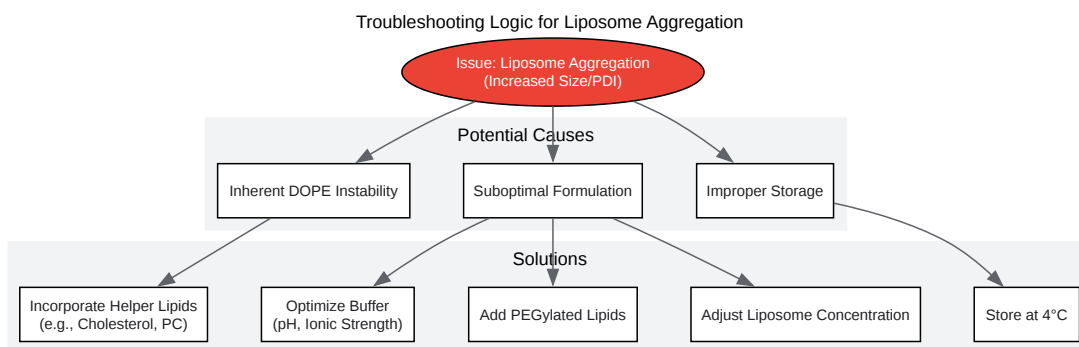 Troubleshooting Logic for Liposome Aggregation
Issue: Liposome Aggregation
(Increased Size/PDI)
Potential Causes
Inherent DOPE Instability
Suboptimal Formulation
Improper Storage
Solutions
Incorporate Helper Lipids
(e.g., Cholesterol, PC)
Optimize Buffer
(pH, Ionic Strength)
Add PEGylated Lipids
Adjust Liposome Concentration
Store at 4°C